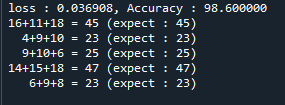 loss : 0.036908, Accuracy : 98.600000
16+11+18 = 45 (expect : 45)
4+9+10 = 23 (expect : 23)
9+10+6 = 25 (expect : 25)
14+15+18 = 47 (expect : 47)
6+9+8 = 23 (expect : 23)